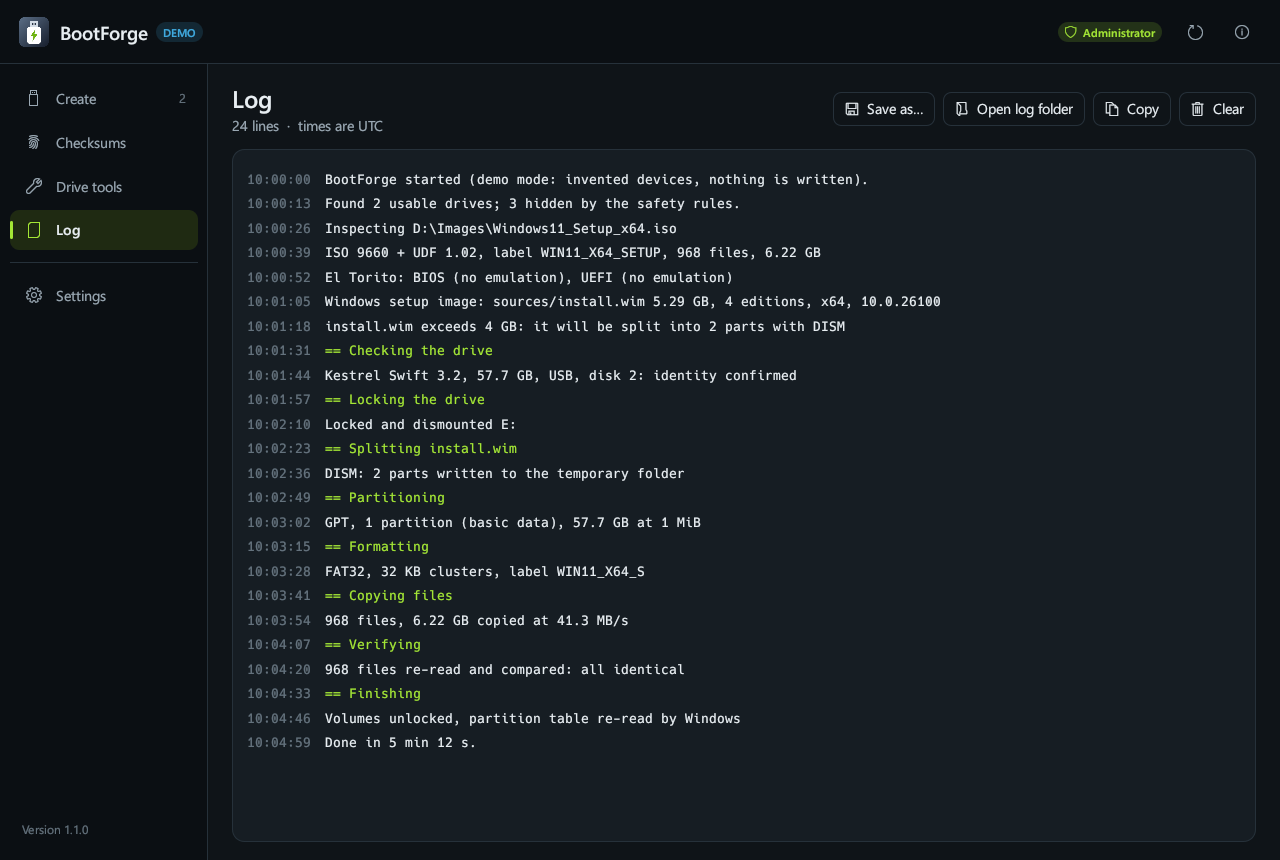 BootForge DEMO
Administrator
Create 2
Checksums
Drive tools
Log
Settings
Version 1.1.0
Log
24 lines · times are UTC
Save as...
Open log folder
Copy
Clear
10:00:00 BootForge started (demo mode: invented devices, nothing is written).
10:00:13 Found 2 usable drives; 3 hidden by the safety rules.
10:00:26 Inspecting D:\Images\Windows11_Setup_x64.iso
10:00:39 ISO 9660 + UDF 1.02, label WIN11_X64_SETUP, 968 files, 6.22 GB
10:00:52 El Torito: BIOS (no emulation), UEFI (no emulation)
10:01:05 Windows setup image: sources/install.wim 5.29 GB, 4 editions, x64, 10.0.26100
10:01:18 install.wim exceeds 4 GB: it will be split into 2 parts with DISM
10:01:31 == Checking the drive
10:01:44 Kestrel Swift 3.2, 57.7 GB, USB, disk 2: identity confirmed
10:01:57 == Locking the drive
10:02:10 Locked and dismounted E:
10:02:23 == Splitting install.wim
10:02:36 DISM: 2 parts written to the temporary folder
10:02:49 == Partitioning
10:03:02 GPT, 1 partition (basic data), 57.7 GB at 1 MiB
10:03:15 == Formatting
10:03:28 FAT32, 32 KB clusters, label WIN11_X64_S
10:03:41 == Copying files
10:03:54 968 files, 6.22 GB copied at 41.3 MB/s
10:04:07 == Verifying
10:04:20 968 files re-read and compared: all identical
10:04:33 == Finishing
10:04:46 Volumes unlocked, partition table re-read by Windows
10:04:59 Done in 5 min 12 s.